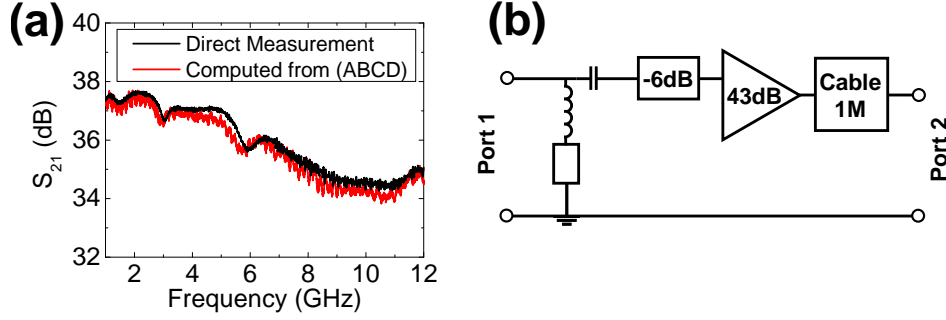 (a)
40
38
36
34
32
S21 (dB)
Direct Measurement
Computed from (ABCD)
2 4 6 8 10 12
Frequency (GHz)
(b)
Port 1
-6dB
43dB
Cable
1M
Port 2